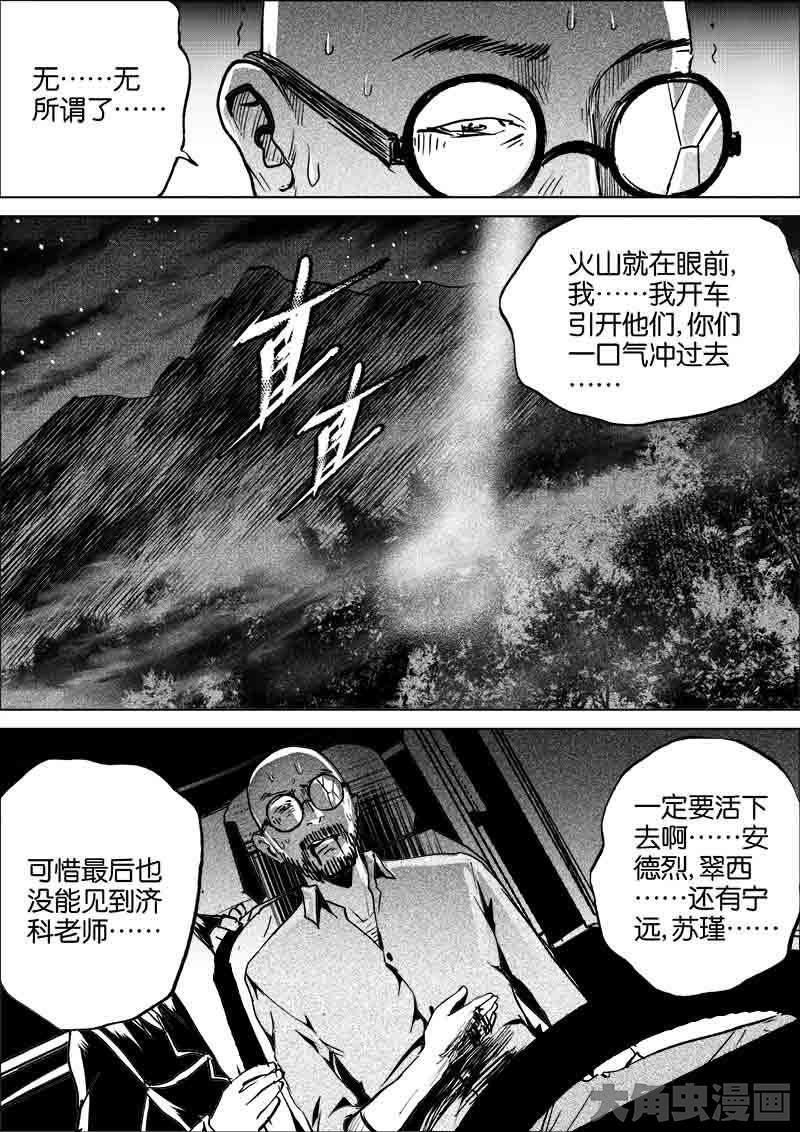 无……无
所谓了……
火山就在眼前,
我……我开车
引开他们,你们
一口气冲过去
……
直
直
一定要活下
去啊……安
德烈,翠西
……还有宁
远,苏瑾……
可惜最后也
没能见到济
科老师……
大角虫漫画